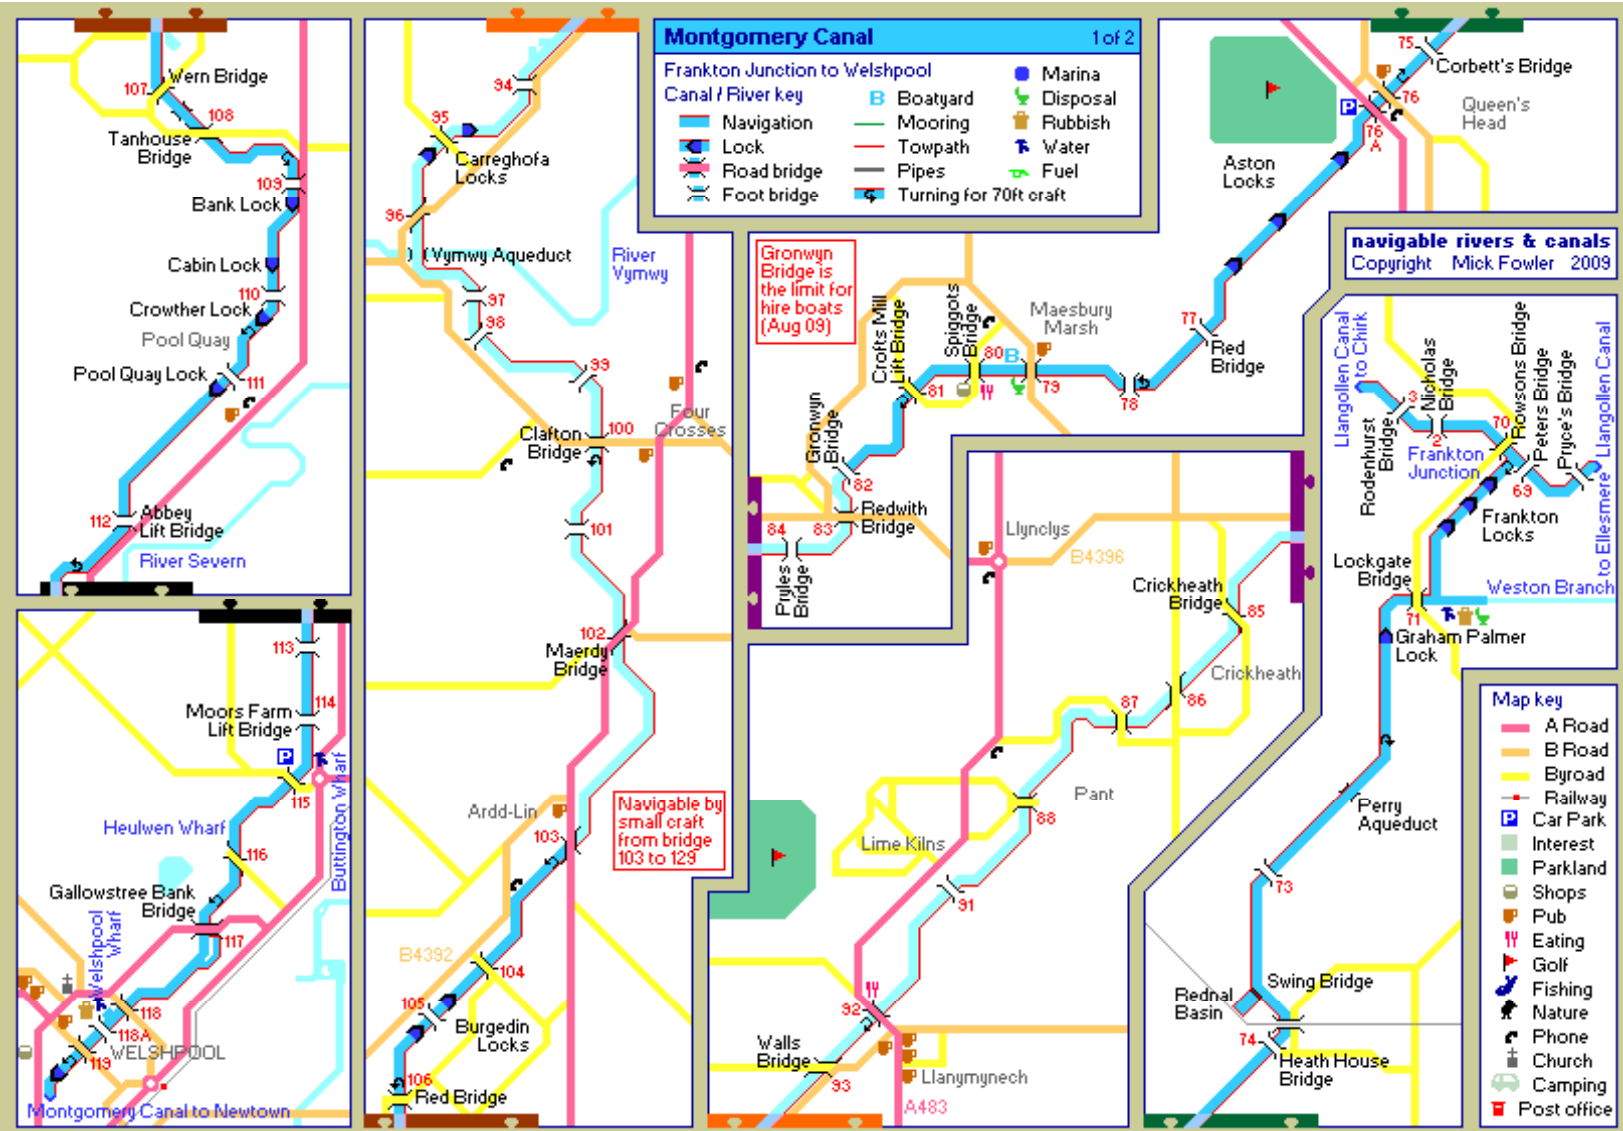 Montgomery Canal 1 of 2
Frankton Junction to Welshpool
Canal / River key
Navigation
Lock
Road bridge
Foot bridge
B Boatyard
Mooring
Towpath
Pipes
Turning for 70ft craft
Marina
Disposal
Rubbish
Water
Fuel
navigable rivers & canals
Copyright Mick Fowler 2009
Map key
A Road
B Road
Byroad
Railway
P Car Park
Interest
Parkland
Shops
Pub
Eating
Golf
Fishing
Nature
Phone
Church
Camping
Post office
Llangollen Canal
to Chirk
3
Rodenhurst
Bridge
Nicholas
Bridge
2
70
Rowsons Bridge
Peters Bridge
Pryce's Bridge
69
Llangollen Canal
to Ellesmere
Frankton
Junction
Frankton
Locks
Lockgate
Bridge
71
Weston Branch
Graham Palmer
Lock
Perry
Aqueduct
73
Swing Bridge
Rednal
Basin
74
Heath House
Bridge
75
Corbett's Bridge
P
76
76
A
Queen's
Head
Aston
Locks
77
Red
Bridge
78
79
Maesbury
Marsh
B
80
Spiggots
Bridge
81
Crofts Mill
Lift Bridge
Gronwyn
Bridge is
the limit for
hire boats
(Aug 09)
Gronwyn
Bridge
82
Redwith
Bridge
83
84
Pryles
Bridge
Llynclys
B4396
Crickheath
Bridge
85
Crickheath
86
87
Pant
88
Lime Kilns
91
92
Walls
Bridge
93
Llanymynech
A483
94
95
Carreghofa
Locks
96
Vymwy Aqueduct
River
Vymwy
97
98
99
100
Clafton
Bridge
Four
Crosses
101
102
Maerdy
Bridge
Ardd-Lin
103
Navigable by
small craft
from bridge
103 to 129
B4392
104
105
Burgedin
Locks
106
Red Bridge
Wern Bridge
107
108
Tanhouse
Bridge
109
Bank Lock
Cabin Lock
110
Crowther Lock
Pool Quay
Pool Quay Lock
111
112
Abbey
Lift Bridge
River Severn
113
114
Moors Farm
Lift Bridge
P
115
Buttington Wharf
Heulwen Wharf
116
Gallowstree Bank
Bridge
117
Welshpool
Wharf
118
118A
119
WELSHPOOL
Montgomery Canal to Newtown